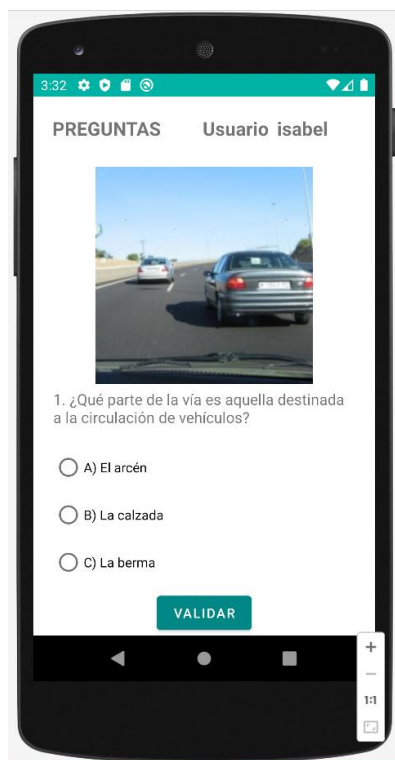 3:32
PREGUNTAS Usuario isabel
1. ¿Qué parte de la vía es aquella destinada
a la circulación de vehículos?
A) El arcén
B) La calzada
C) La berma
VALIDAR
1:1